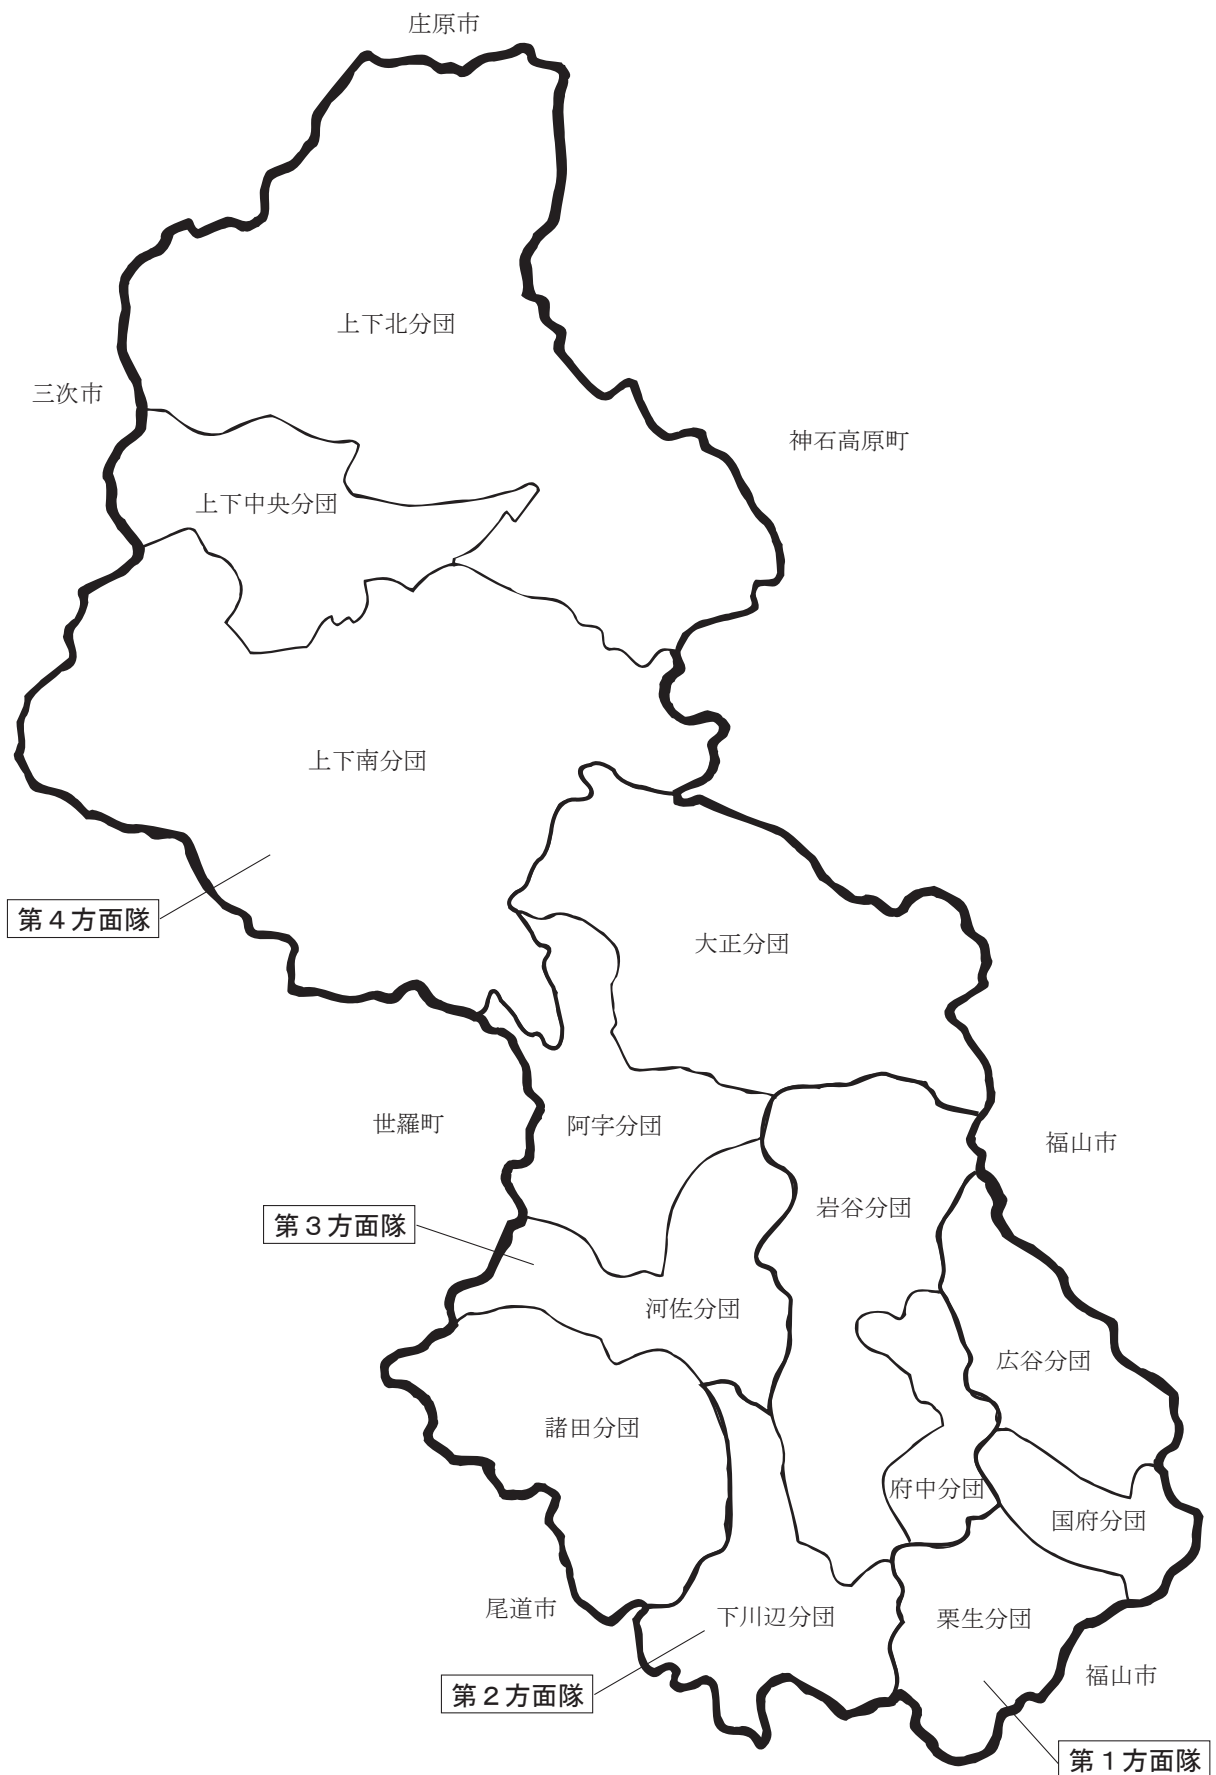 庄原市
上下北分団
三次市
神石高原町
上下中央分団
上下南分団
第4方面隊
大正分団
世羅町
阿字分団
福山市
岩谷分団
第3方面隊
河佐分団
広谷分団
諸田分団
府中分団
国府分団
尾道市
下川辺分団
栗生分団
福山市
第2方面隊
第1方面隊